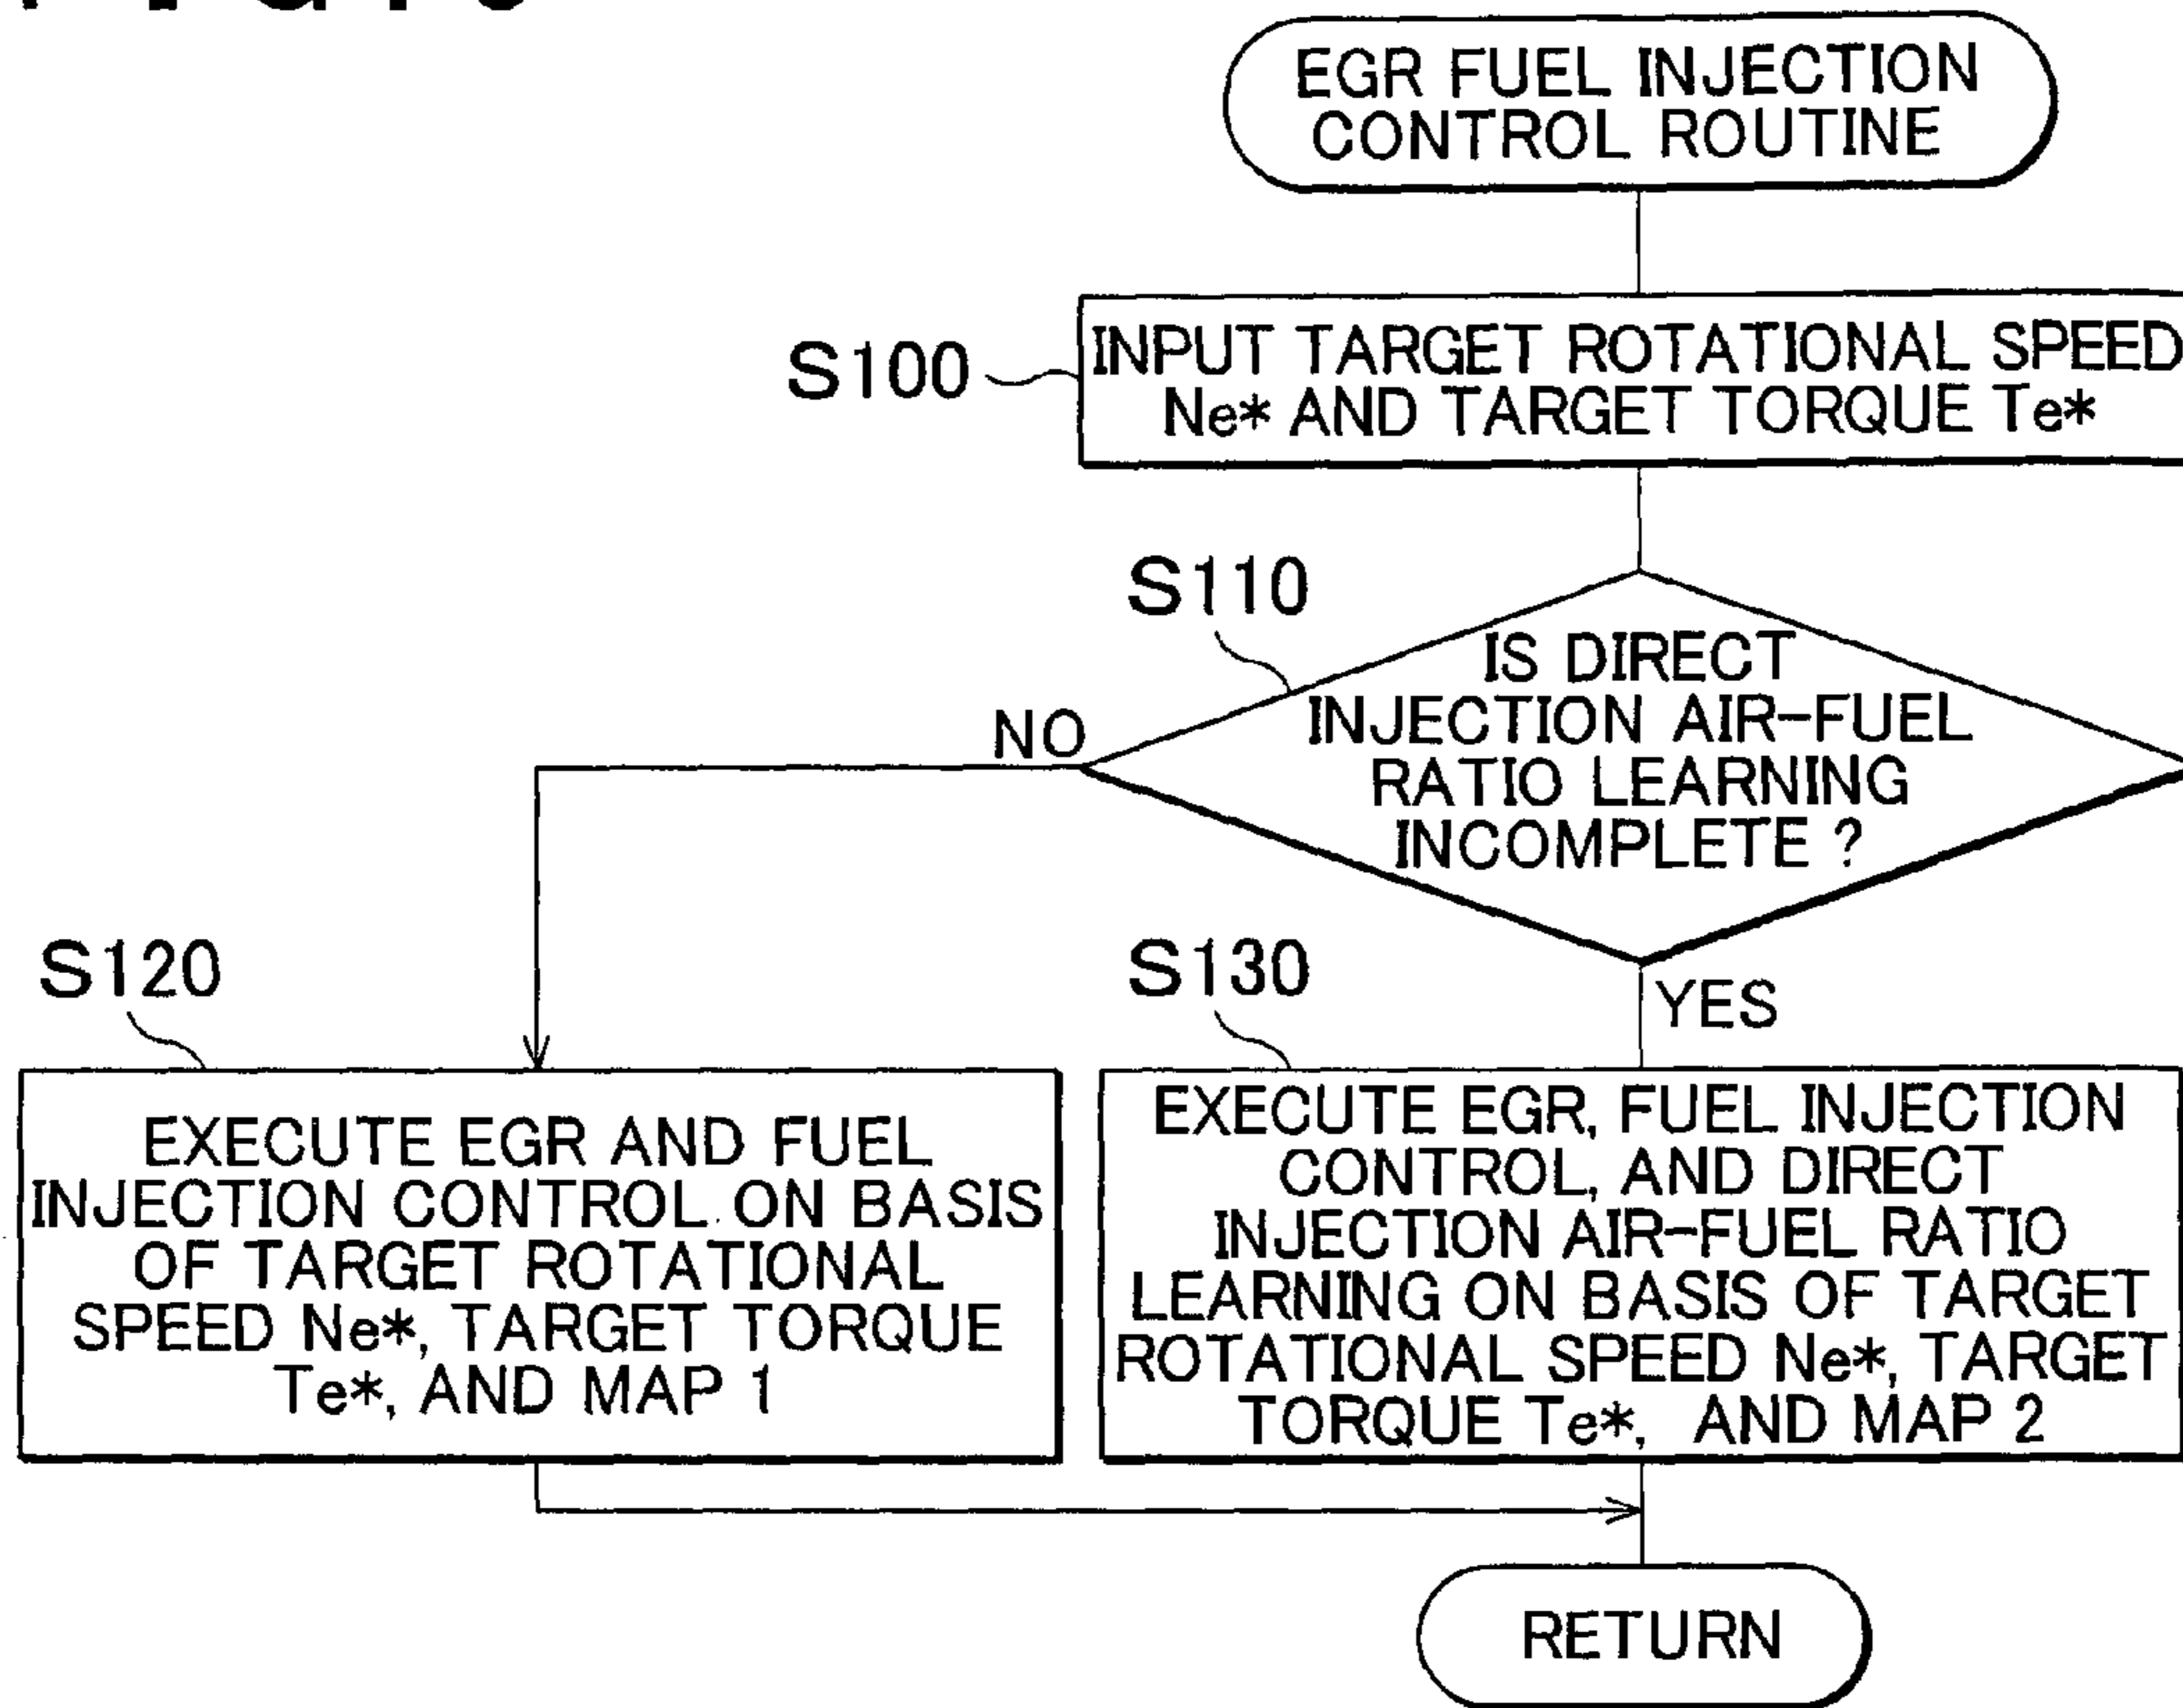 EGR FUEL INJECTION
CONTROL ROUTINE
S100
INPUT TARGET ROTATIONAL SPEED
Ne* AND TARGET TORQUE Te*
S110
IS DIRECT
INJECTION AIR-FUEL
RATIO LEARNING
INCOMPLETE ?
NO
YES
S120
EXECUTE EGR AND FUEL
INJECTION CONTROL ON BASIS
OF TARGET ROTATIONAL
SPEED Ne*, TARGET TORQUE
Te*, AND MAP 1
S130
EXECUTE EGR, FUEL INJECTION
CONTROL, AND DIRECT
INJECTION AIR-FUEL RATIO
LEARNING ON BASIS OF TARGET
ROTATIONAL SPEED Ne*, TARGET
TORQUE Te*, AND MAP 2
RETURN